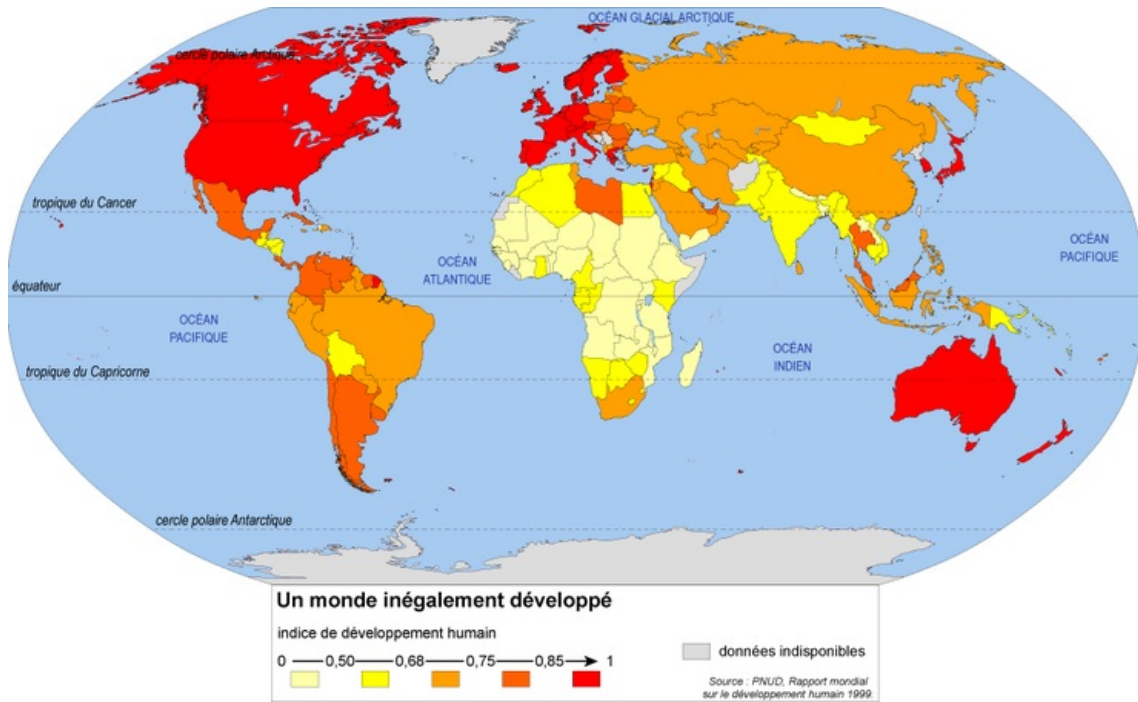 OCÉAN GLACIAL ARCTIQUE
cercle polaire Arctique
tropique du Cancer
OCÉAN
ATLANTIQUE
OCÉAN
PACIFIQUE
équateur
OCÉAN
PACIFIQUE
OCÉAN
INDIEN
tropique du Capricorne
cercle polaire Antarctique
Un monde inégalement développé
indice de développement humain
données indisponibles
0 0,50 0,68 0,75 0,85 1
Source : PNUD, Rapport mondial
sur le développement humain 1999.